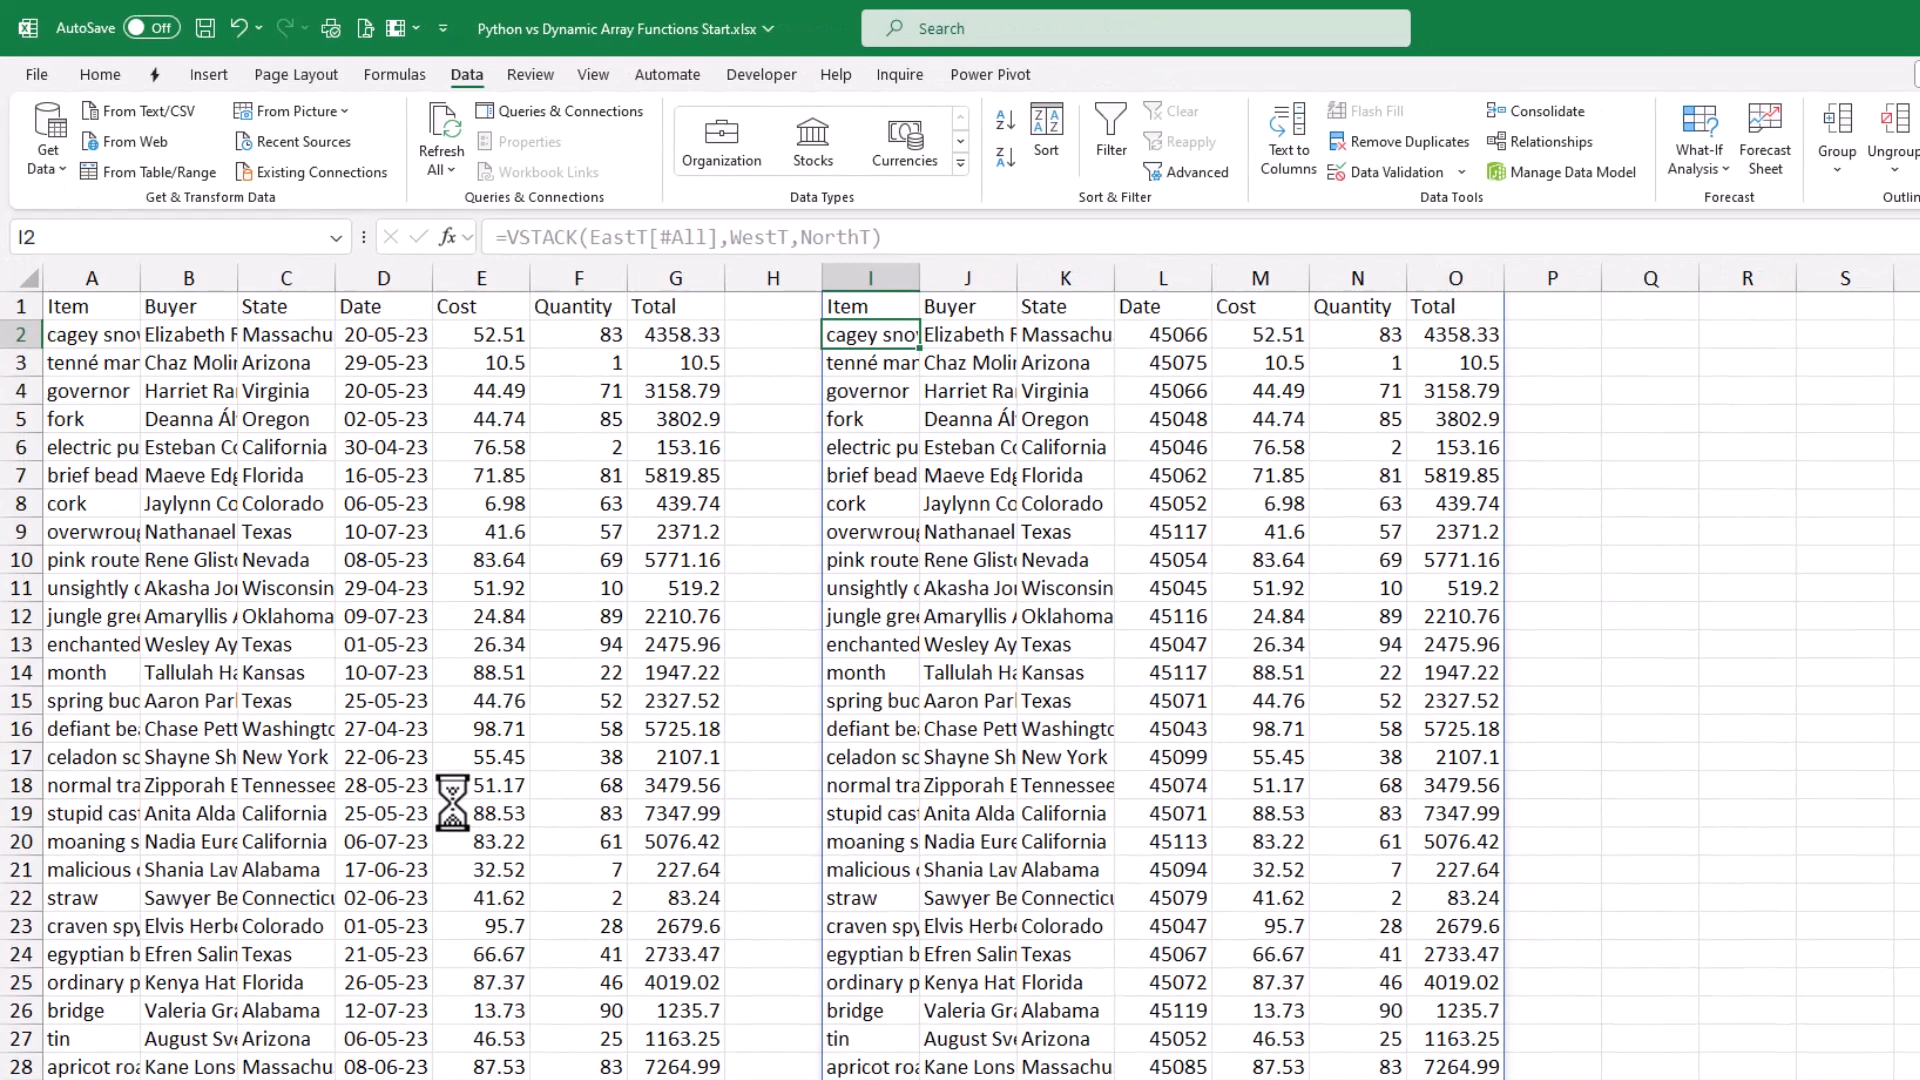 AutoSave Off Python vs Dynamic Array Functions Start.xlsx Search
File Home Insert Page Layout Formulas Data Review View Automate Developer Help Inquire Power Pivot
Get Data
From Text/CSV
From Web
From Table/Range
From Picture
Recent Sources
Existing Connections
Get & Transform Data
Refresh All
Queries & Connections
Properties
Workbook Links
Queries & Connections
Organization Stocks Currencies
Data Types
Sort
Filter
Clear
Reapply
Advanced
Sort & Filter
Text to Columns
Flash Fill
Remove Duplicates
Data Validation
Consolidate
Relationships
Manage Data Model
Data Tools
What-If Analysis
Forecast Sheet
Forecast
Group
Ungroup
Outlin
I2 fx =VSTACK(EastT[#All],WestT,NorthT)
A B C D E F G H I J K L M N O P Q R S
1 Item Buyer State Date Cost Quantity Total Item Buyer State Date Cost Quantity Total
2 cagey snov Elizabeth F Massachu 20-05-23 52.51 83 4358.33 cagey snov Elizabeth F Massachu 45066 52.51 83 4358.33
3 tenné mar Chaz Molir Arizona 29-05-23 10.5 1 10.5 tenné mar Chaz Molir Arizona 45075 10.5 1 10.5
4 governor Harriet Ra Virginia 20-05-23 44.49 71 3158.79 governor Harriet Ra Virginia 45066 44.49 71 3158.79
5 fork Deanna Ál Oregon 02-05-23 44.74 85 3802.9 fork Deanna Ál Oregon 45048 44.74 85 3802.9
6 electric pu Esteban Co California 30-04-23 76.58 2 153.16 electric pu Esteban Co California 45046 76.58 2 153.16
7 brief bead Maeve Edg Florida 16-05-23 71.85 81 5819.85 brief bead Maeve Edg Florida 45062 71.85 81 5819.85
8 cork Jaylynn Co Colorado 06-05-23 6.98 63 439.74 cork Jaylynn Co Colorado 45052 6.98 63 439.74
9 overwroug Nathanael Texas 10-07-23 41.6 57 2371.2 overwroug Nathanael Texas 45117 41.6 57 2371.2
10 pink route Rene Glisto Nevada 08-05-23 83.64 69 5771.16 pink route Rene Glisto Nevada 45054 83.64 69 5771.16
11 unsightly c Akasha Jor Wisconsin 29-04-23 51.92 10 519.2 unsightly c Akasha Jor Wisconsin 45045 51.92 10 519.2
12 jungle gree Amaryllis A Oklahoma 09-07-23 24.84 89 2210.76 jungle gree Amaryllis A Oklahoma 45116 24.84 89 2210.76
13 enchanted Wesley Ay Texas 01-05-23 26.34 94 2475.96 enchanted Wesley Ay Texas 45047 26.34 94 2475.96
14 month Tallulah Ha Kansas 10-07-23 88.51 22 1947.22 month Tallulah Ha Kansas 45117 88.51 22 1947.22
15 spring buc Aaron Parl Texas 25-05-23 44.76 52 2327.52 spring buc Aaron Parl Texas 45071 44.76 52 2327.52
16 defiant bea Chase Pett Washingto 27-04-23 98.71 58 5725.18 defiant bea Chase Pett Washingto 45043 98.71 58 5725.18
17 celadon sc Shayne Sh New York 22-06-23 55.45 38 2107.1 celadon sc Shayne Sh New York 45099 55.45 38 2107.1
18 normal tra Zipporah E Tennessee 28-05-23 51.17 68 3479.56 normal tra Zipporah E Tennessee 45074 51.17 68 3479.56
19 stupid cast Anita Alda California 25-05-23 88.53 83 7347.99 stupid cast Anita Alda California 45071 88.53 83 7347.99
20 moaning s Nadia Eure California 06-07-23 83.22 61 5076.42 moaning s Nadia Eure California 45113 83.22 61 5076.42
21 malicious c Shania Law Alabama 17-06-23 32.52 7 227.64 malicious c Shania Law Alabama 45094 32.52 7 227.64
22 straw Sawyer Be Connecticu 02-06-23 41.62 2 83.24 straw Sawyer Be Connecticu 45079 41.62 2 83.24
23 craven spy Elvis Herbe Colorado 01-05-23 95.7 28 2679.6 craven spy Elvis Herbe Colorado 45047 95.7 28 2679.6
24 egyptian b Efren Salin Texas 21-05-23 66.67 41 2733.47 egyptian b Efren Salin Texas 45067 66.67 41 2733.47
25 ordinary p Kenya Hat Florida 26-05-23 87.37 46 4019.02 ordinary p Kenya Hat Florida 45072 87.37 46 4019.02
26 bridge Valeria Gra Alabama 12-07-23 13.73 90 1235.7 bridge Valeria Gra Alabama 45119 13.73 90 1235.7
27 tin August Sve Arizona 06-05-23 46.53 25 1163.25 tin August Sve Arizona 45052 46.53 25 1163.25
28 apricot roa Kane Lons Massachu 08-06-23 87.53 83 7264.99 apricot roa Kane Lons Massachu 45085 87.53 83 7264.99